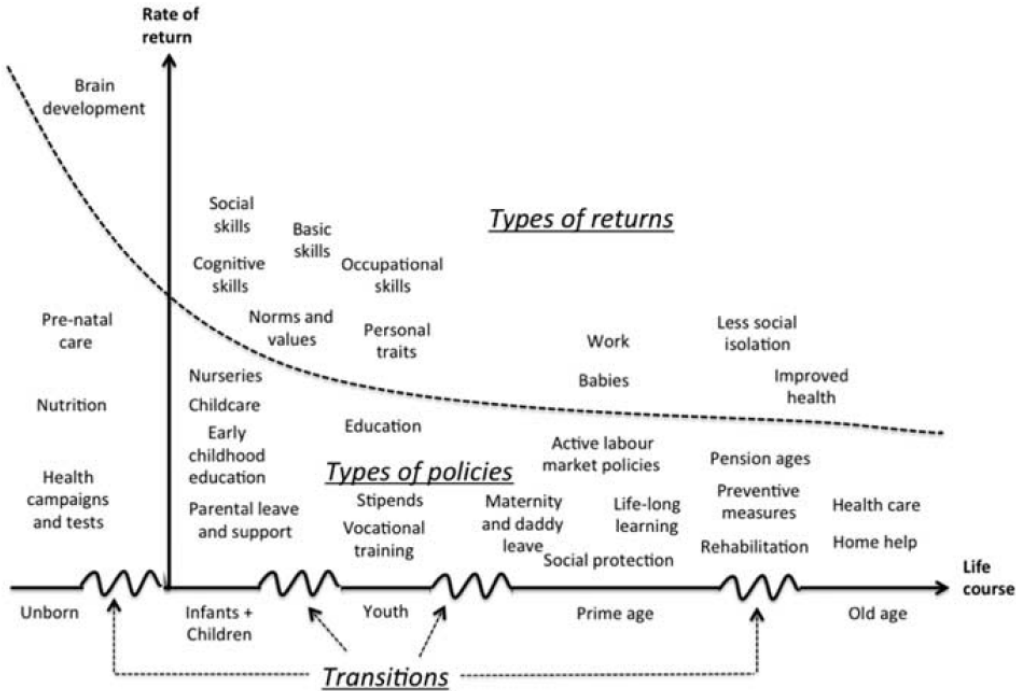 Rate of
return
Brain
development
Social
skills
Basic
skills
Types of returns
Cognitive
skills
Occupational
skills
Pre-natal
care
Norms and
values
Personal
traits
Work
Less social
isolation
Nurseries
Babies
Improved
health
Nutrition
Childcare
Early
childhood
education
Education
Active labour
market policies
Pension ages
Types of policies
Health
campaigns
and tests
Parental leave
and support
Stipends
Vocational
training
Maternity
and daddy
leave
Life-long
learning
Preventive
measures
Health care
Social protection
Rehabilitation
Home help
Life
course
Unborn
Infants +
Children
Youth
Prime age
Old age
Transitions